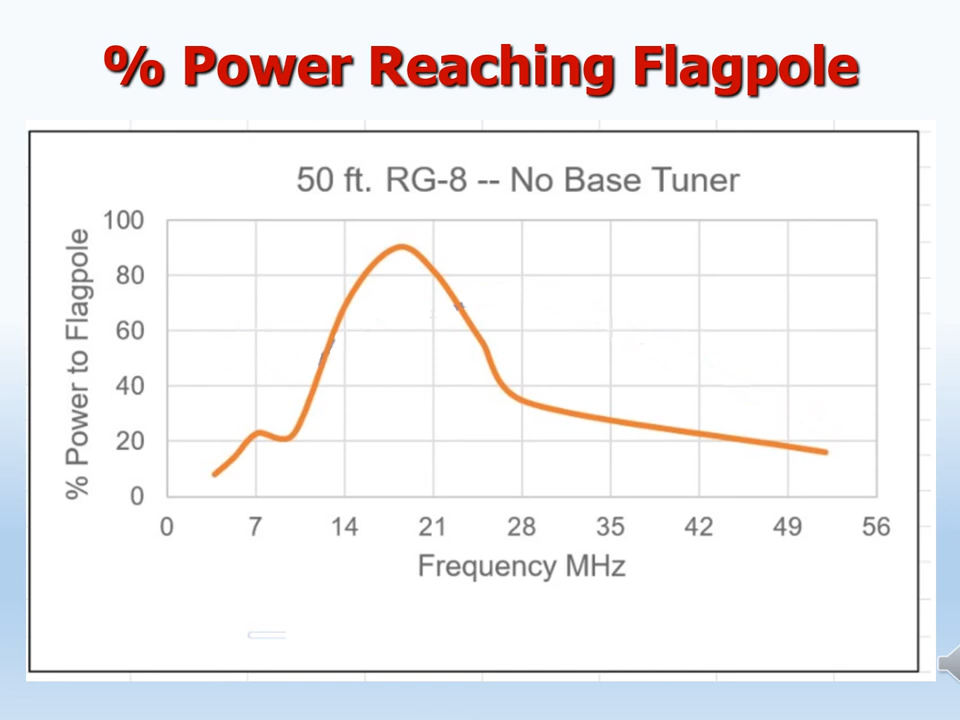 % Power Reaching Flagpole
50 ft. RG-8 -- No Base Tuner
% Power to Flagpole
100
80
60
40
20
0
0 7 14 21 28 35 42 49 56
Frequency MHz